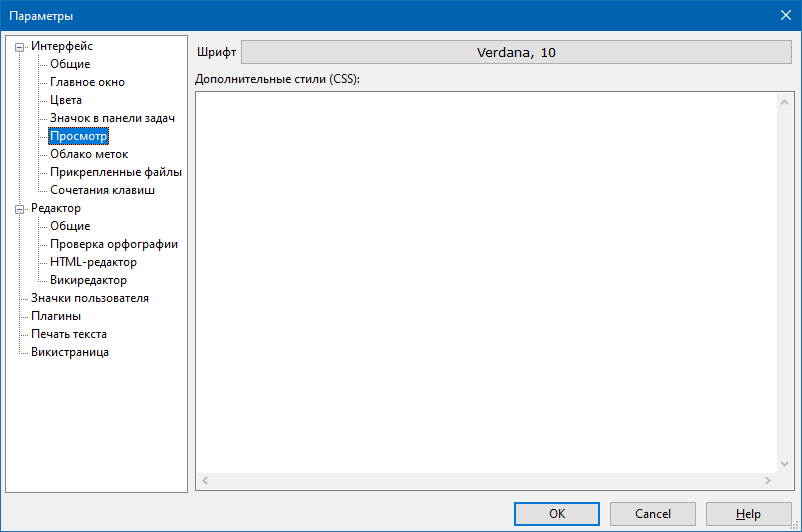 Параметры
Интерфейс
Общие
Главное окно
Цвета
Значок в панели задач
Просмотр
Облако меток
Прикрепленные файлы
Сочетания клавиш
Редактор
Общие
Проверка орфографии
HTML-редактор
Викиредактор
Значки пользователя
Плагины
Печать текста
Викистраница
Шрифт Verdana, 10
Дополнительные стили (CSS):
OK Cancel Help